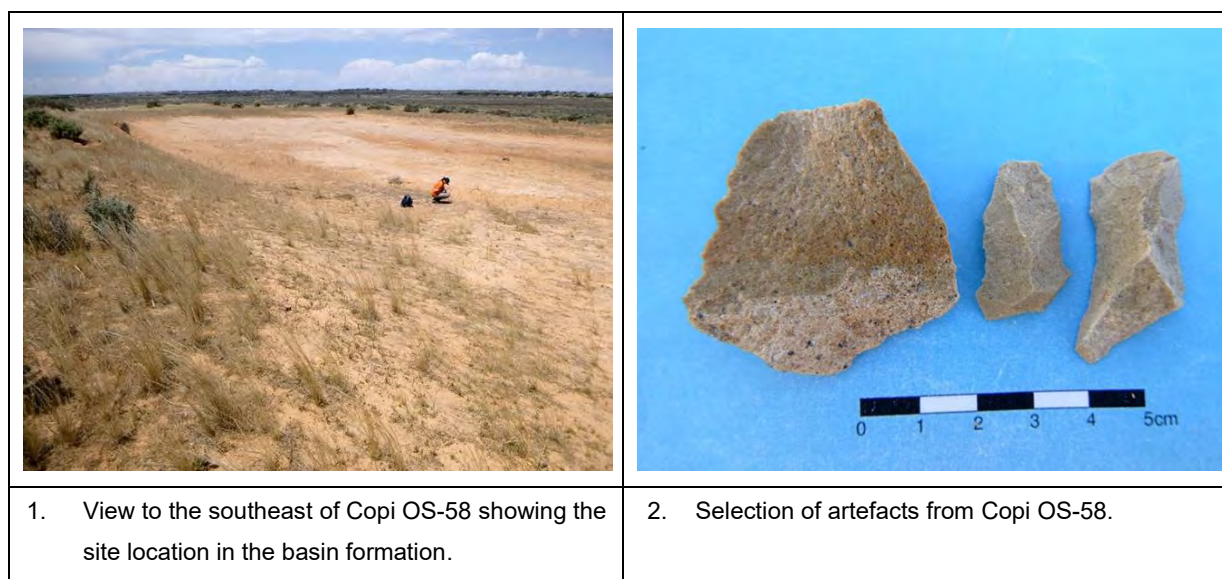 0 1 2 3 4 5cm
1. View to the southeast of Copi OS-58 showing the
site location in the basin formation.
2. Selection of artefacts from Copi OS-58.